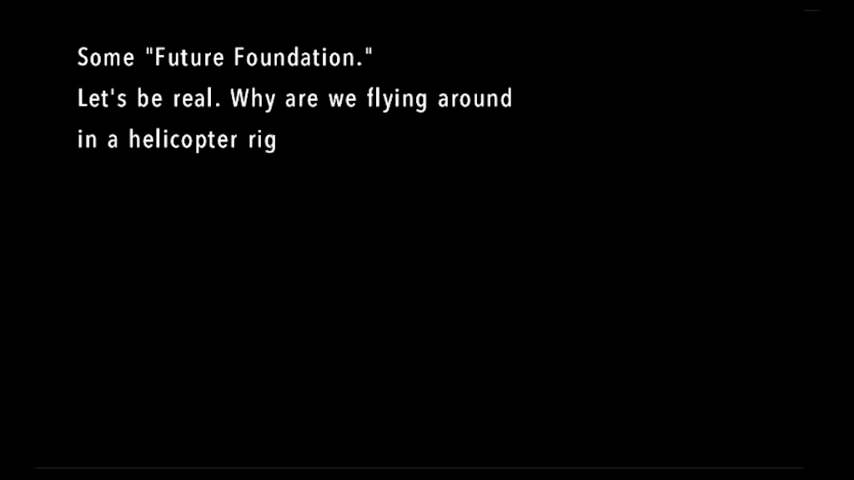 Some "Future Foundation."
Let's be real. Why are we flying around
in a helicopter rig